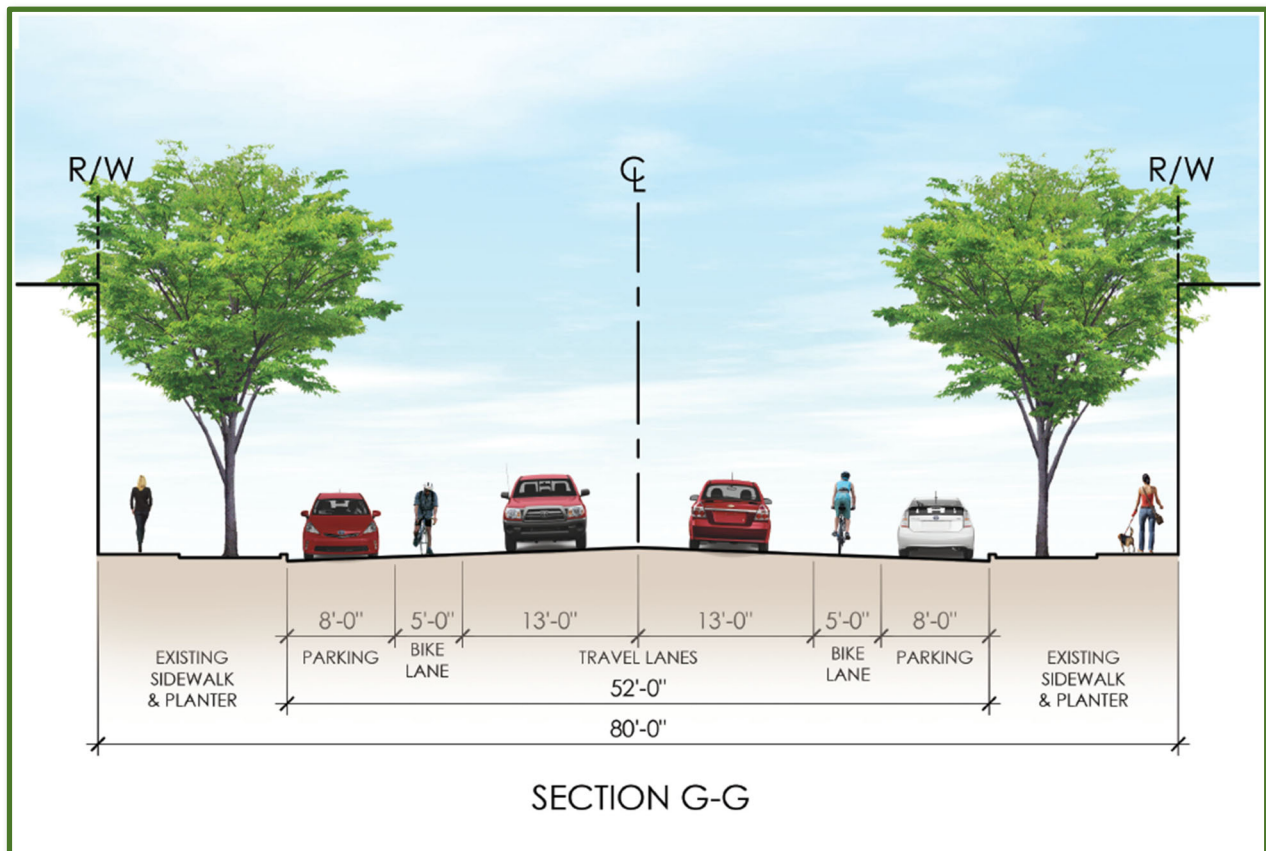 R/W
℄
R/W
8'-0"
5'-0"
13'-0"
13'-0"
5'-0"
8'-0"
EXISTING
SIDEWALK
& PLANTER
PARKING
BIKE
LANE
TRAVEL LANES
BIKE
LANE
PARKING
EXISTING
SIDEWALK
& PLANTER
52'-0"
80'-0"
SECTION G-G